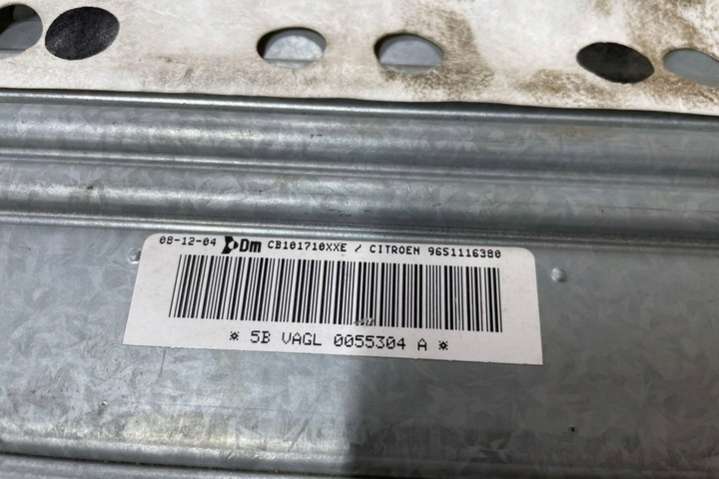 08-12-04 Dm CB101710XXE / CITROEN 9651116380
* 5B VAGL 0055304 A *